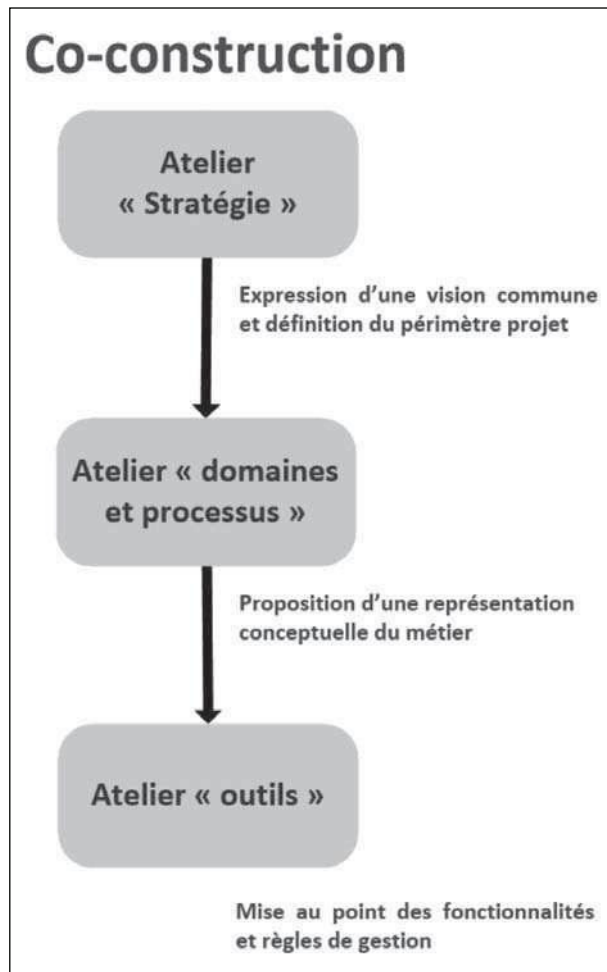 Co-construction
Atelier
« Stratégie »
Expression d’une vision commune
et définition du périmètre projet
Atelier « domaines
et processus »
Proposition d’une représentation
conceptuelle du métier
Atelier « outils »
Mise au point des fonctionnalités
et règles de gestion